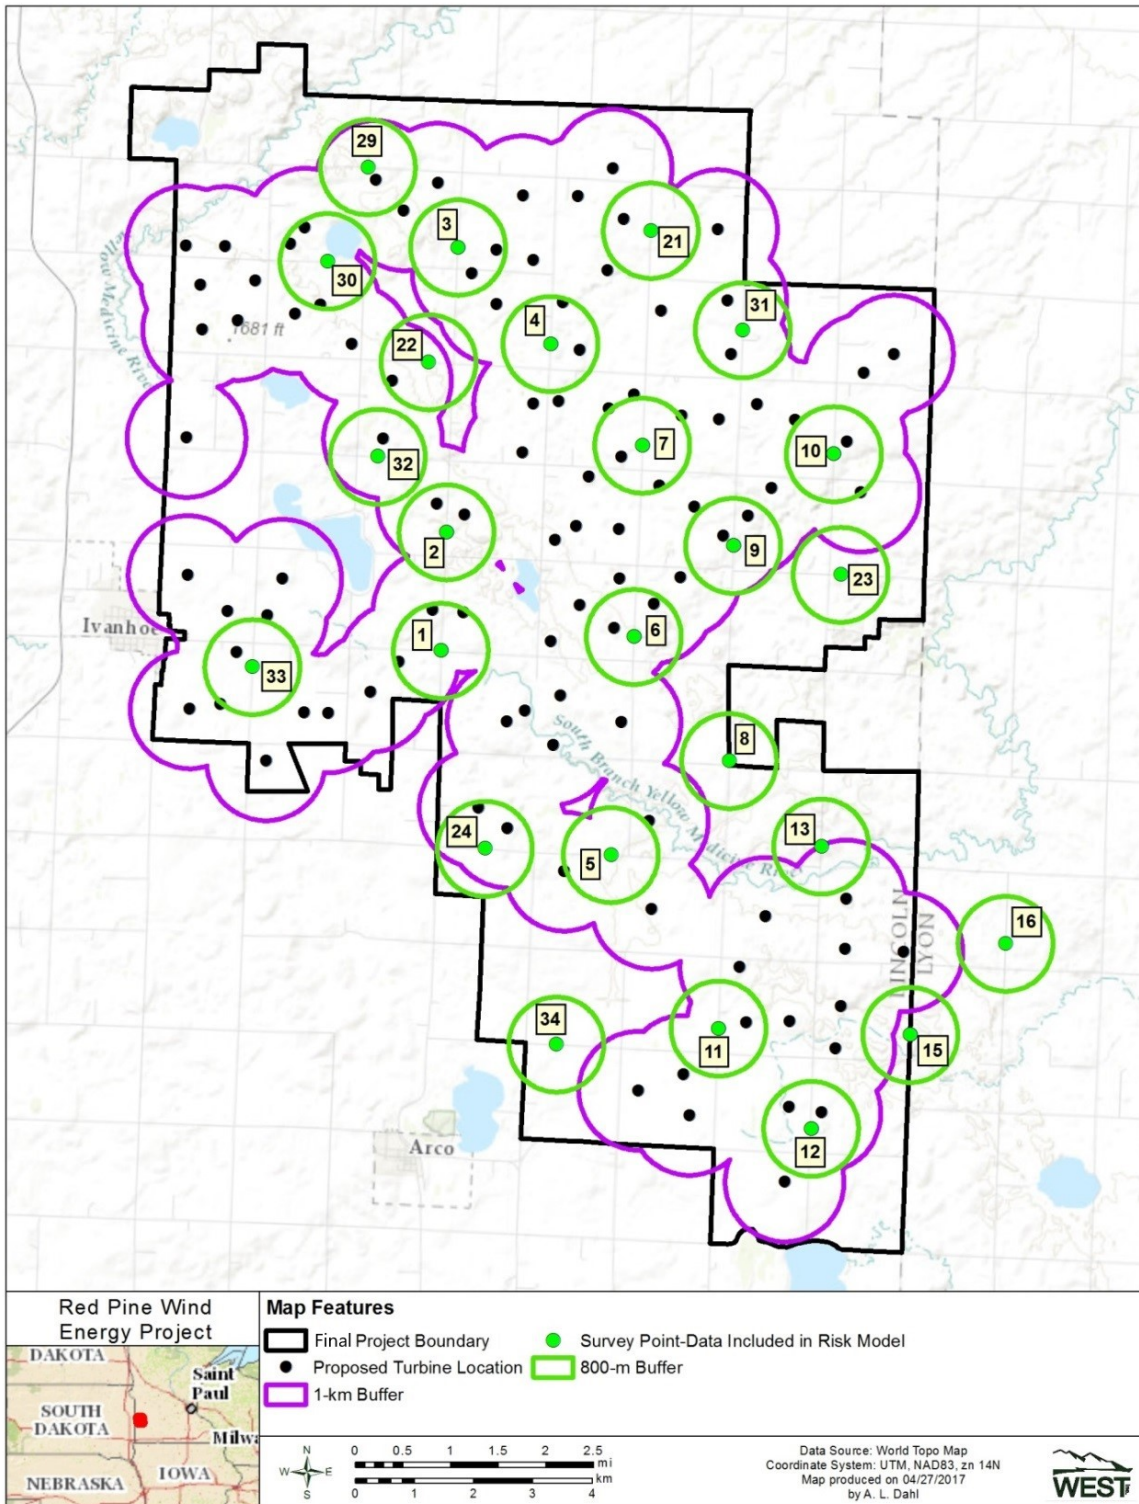 29
3
21
30
31
4
1681 ft
22
Yellow Medicine River
7
10
32
2
9
23
Ivanhoe
1
6
33
South Branch Yellow Medicine River
8
13
24
5
LINCOLN
LYON
16
34
11
15
12
Arco
Red Pine Wind
Energy Project
DAKOTA
Saint
Paul
SOUTH
DAKOTA
Milwa
NEBRASKA
IOWA
Map Features
Final Project Boundary
Survey Point-Data Included in Risk Model
Proposed Turbine Location
800-m Buffer
1-km Buffer
N
W
E
S
0 0.5 1 1.5 2 2.5
mi
km
0 1 2 3 4
Data Source: World Topo Map
Coordinate System: UTM, NAD83, zn 14N
Map produced on 04/27/2017
by A. L. Dahl
WEST